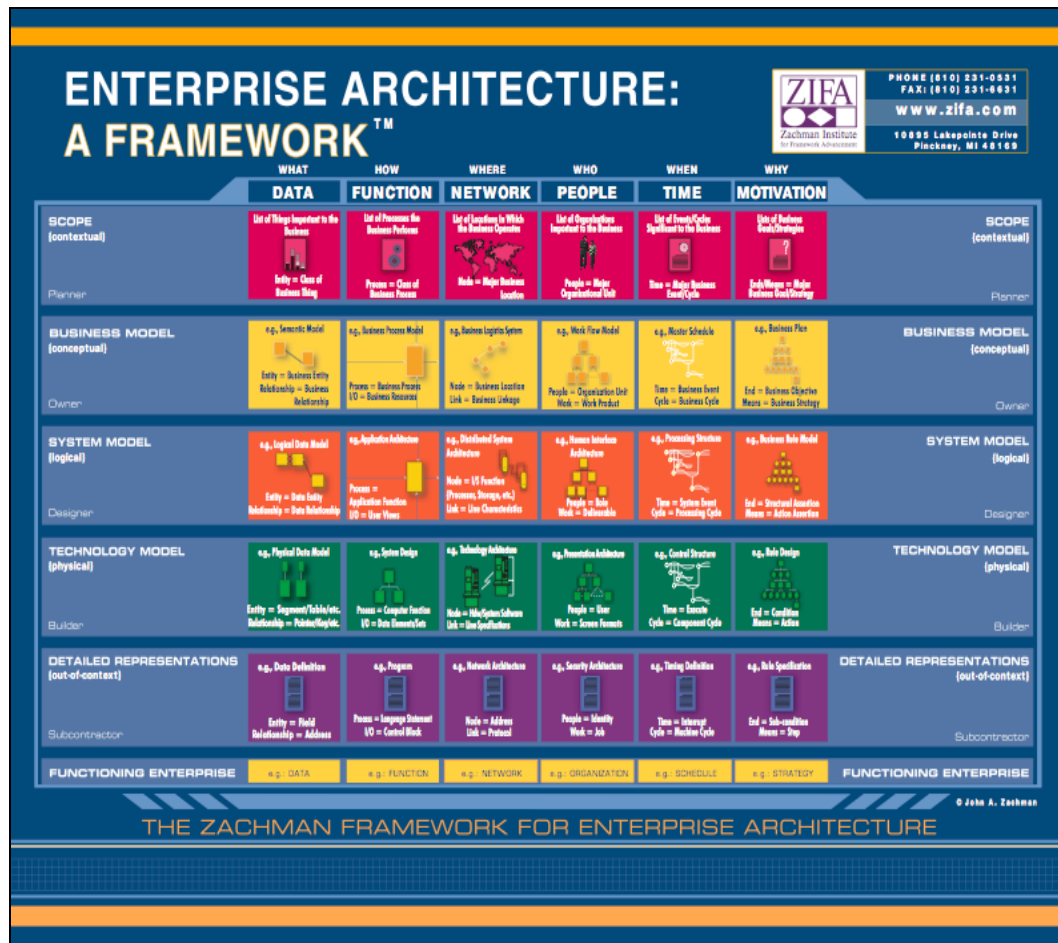 ENTERPRISE ARCHITECTURE:
A FRAMEWORK™
ZIFA
Zachman Institute
for Framework Advancement
PHONE (810) 231-0531
FAX: (810) 231-6631
www.zifa.com
10895 Lakepointe Drive
Pinckney, MI 48169
WHAT HOW WHERE WHO WHEN WHY
DATA FUNCTION NETWORK PEOPLE TIME MOTIVATION
SCOPE
(contextual)
Planner
List of Things Important to the
Business
Entity = Class of
Business Thing
List of Processes the
Business Performs
Process = Class of
Business Process
List of Locations In Which
the Business Operates
Node = Major Business
Location
List of Organizations
Important to the Business
People = Major
Organizational Unit
List of Events/Cycles
Significant to the Business
Time = Major Business
Event/Cycle
Lists of Business
Goals/Strategies
?
Ends/Means = Major
Business Goal/Strategy
SCOPE
(contextual)
Planner
BUSINESS MODEL
(conceptual)
Owner
e.g., Semantic Model
Entity = Business Entity
Relationship = Business
Relationship
e.g., Business Process Model
Process = Business Process
I/O = Business Resources
e.g., Business Logistics System
Node = Business Location
Link = Business Linkage
e.g., Work Flow Model
People = Organization Unit
Work = Work Product
e.g., Master Schedule
Time = Business Event
Cycle = Business Cycle
e.g., Business Plan
End = Business Objective
Means = Business Strategy
BUSINESS MODEL
(conceptual)
Owner
SYSTEM MODEL
(logical)
Designer
e.g., Logical Data Model
Entity = Data Entity
Relationship = Data Relationship
e.g., Application Architecture
Process =
Application Function
I/O = User Views
e.g., Distributed System
Architecture
Node = I/S Function
(Processor, Storage, etc.)
Link = Line Characteristics
e.g., Human Interface
Architecture
People = Role
Work = Deliverable
e.g., Processing Structure
Time = System Event
Cycle = Processing Cycle
e.g., Business Rule Model
End = Structural Assertion
Means = Action Assertion
SYSTEM MODEL
(logical)
Designer
TECHNOLOGY MODEL
(physical)
Builder
e.g., Physical Data Model
Entity = Segment/Table/etc.
Relationship = Pointer/Key/etc.
e.g., System Design
Process = Computer Function
I/O = Data Elements/Sets
e.g., Technology Architecture
Node = Hdw/System Software
Link = Line Specifications
e.g., Presentation Architecture
People = User
Work = Screen Formats
e.g., Control Structure
Time = Execute
Cycle = Component Cycle
e.g., Rule Design
End = Condition
Means = Action
TECHNOLOGY MODEL
(physical)
Builder
DETAILED REPRESENTATIONS
(out-of-context)
Subcontractor
e.g., Data Definition
Entity = Field
Relationship = Address
e.g., Program
Process = Language Statement
I/O = Control Block
e.g., Network Architecture
Node = Address
Link = Protocol
e.g., Security Architecture
People = Identity
Work = Job
e.g., Timing Definition
Time = Interrupt
Cycle = Machine Cycle
e.g., Rule Specification
End = Sub-condition
Means = Step
DETAILED REPRESENTATIONS
(out-of-context)
Subcontractor
FUNCTIONING ENTERPRISE
e.g.: DATA
e.g.: FUNCTION
e.g.: NETWORK
e.g.: ORGANIZATION
e.g.: SCHEDULE
e.g.: STRATEGY
FUNCTIONING ENTERPRISE
© John A. Zachman
THE ZACHMAN FRAMEWORK FOR ENTERPRISE ARCHITECTURE